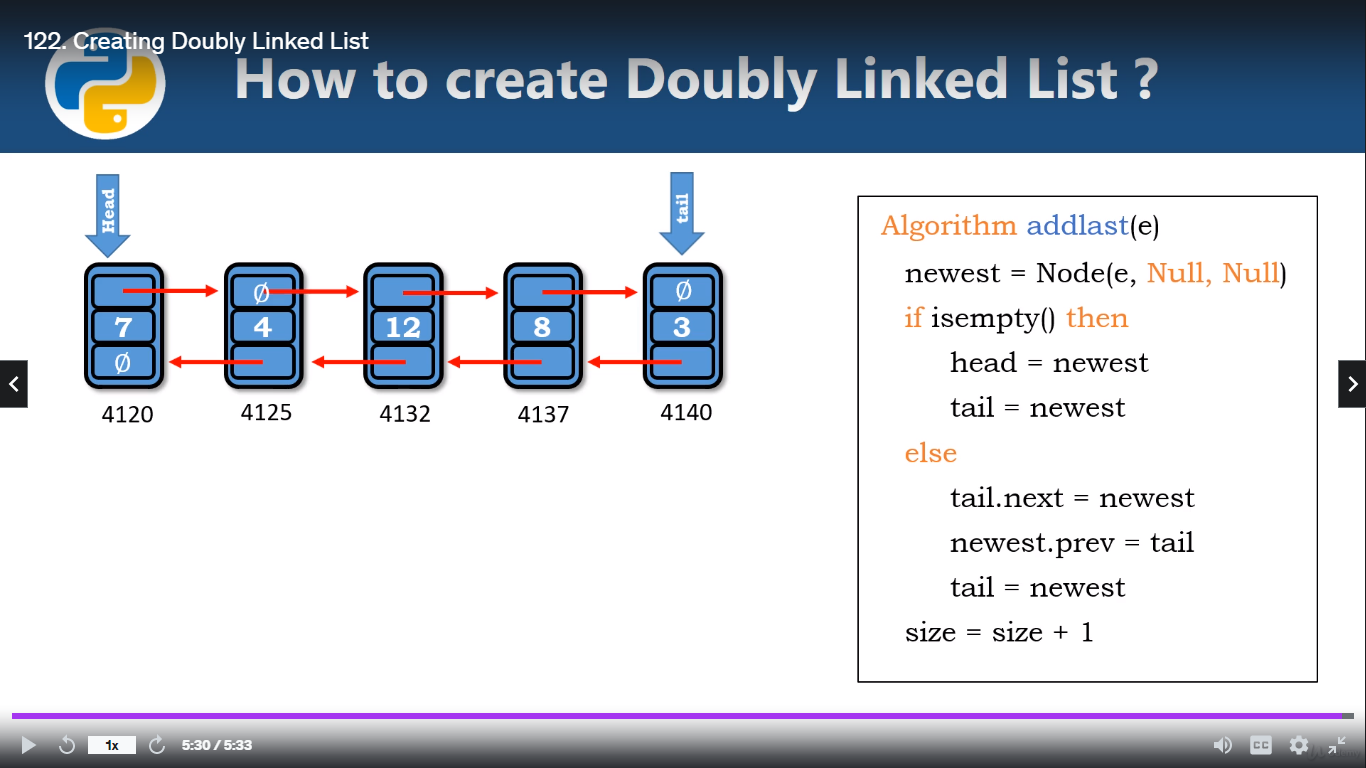 122. Creating Doubly Linked List
How to create Doubly Linked List ?
Head
tail
∅ ∅
7 4 12 8 3
∅
4120 4125 4132 4137 4140
Algorithm addlast(e)
newest = Node(e, Null, Null)
if isempty() then
head = newest
tail = newest
else
tail.next = newest
newest.prev = tail
tail = newest
size = size + 1
1x
5:30 / 5:33
CC